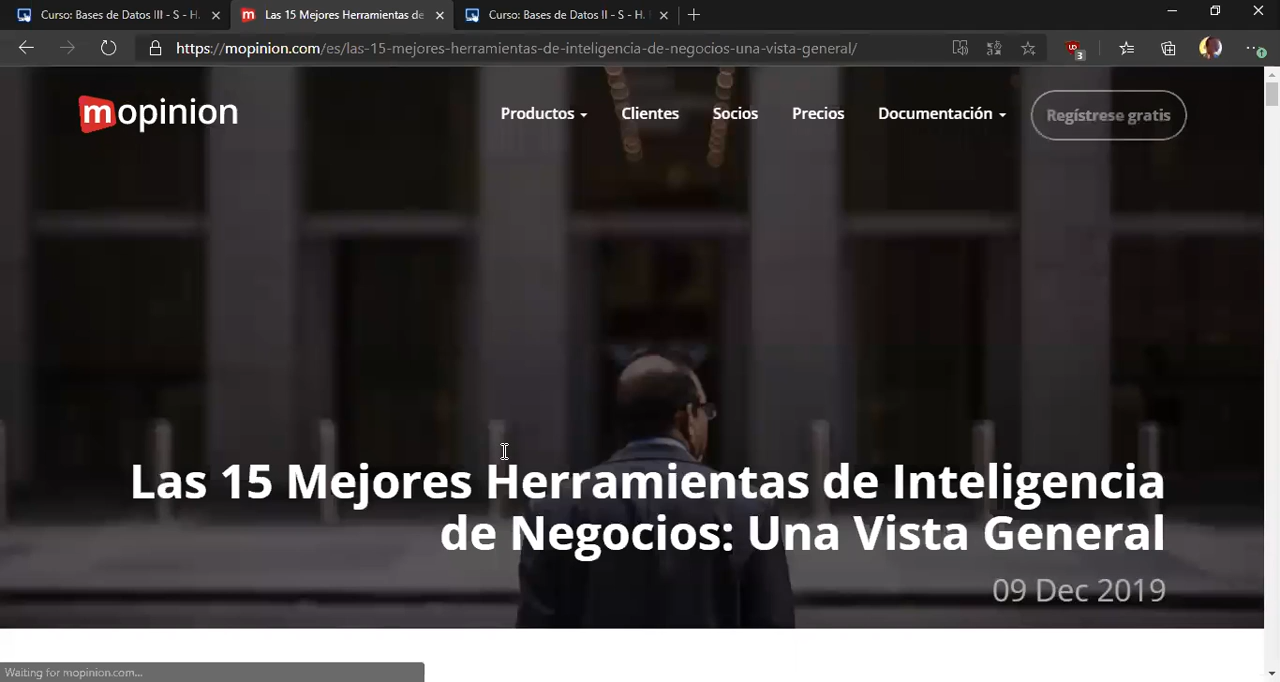 Curso: Bases de Datos III - S - H.
Las 15 Mejores Herramientas de
Curso: Bases de Datos II - S - H.
https://mopinion.com/es/las-15-mejores-herramientas-de-inteligencia-de-negocios-una-vista-general/
3
mopinion
Productos
Clientes
Socios
Precios
Documentación
Regístrese gratis
Las 15 Mejores Herramientas de Inteligencia
de Negocios: Una Vista General
09 Dec 2019
Waiting for mopinion.com...